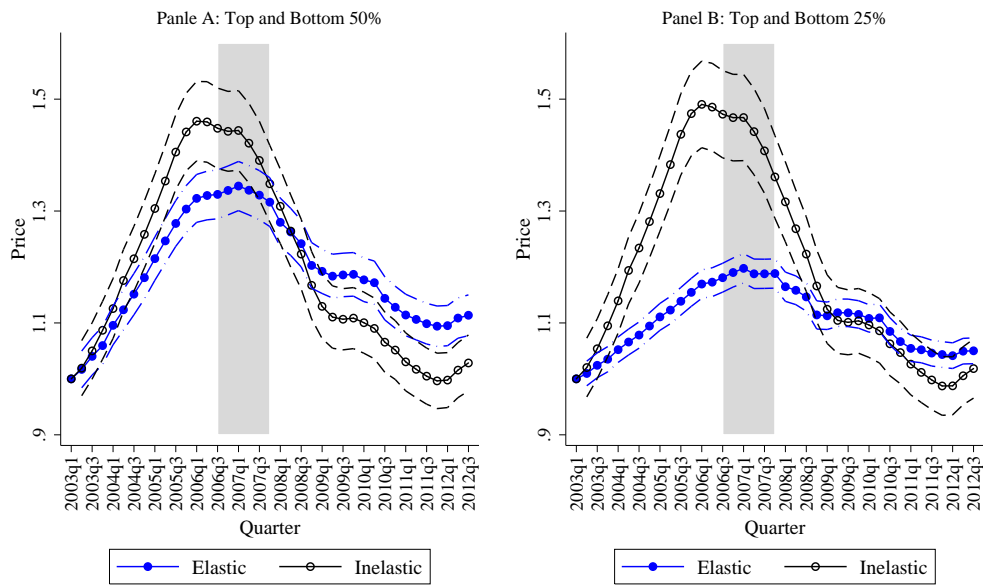 Panle A: Top and Bottom 50%
Price
1.5
1.3
1.1
.9
2003q1
2003q3
2004q1
2004q3
2005q1
2005q3
2006q1
2006q3
2007q1
2007q3
2008q1
2008q3
2009q1
2009q3
2010q1
2010q3
2011q1
2011q3
2012q1
2012q3
Quarter
Elastic Inelastic
Panel B: Top and Bottom 25%
Price
1.5
1.3
1.1
.9
2003q1
2003q3
2004q1
2004q3
2005q1
2005q3
2006q1
2006q3
2007q1
2007q3
2008q1
2008q3
2009q1
2009q3
2010q1
2010q3
2011q1
2011q3
2012q1
2012q3
Quarter
Elastic Inelastic